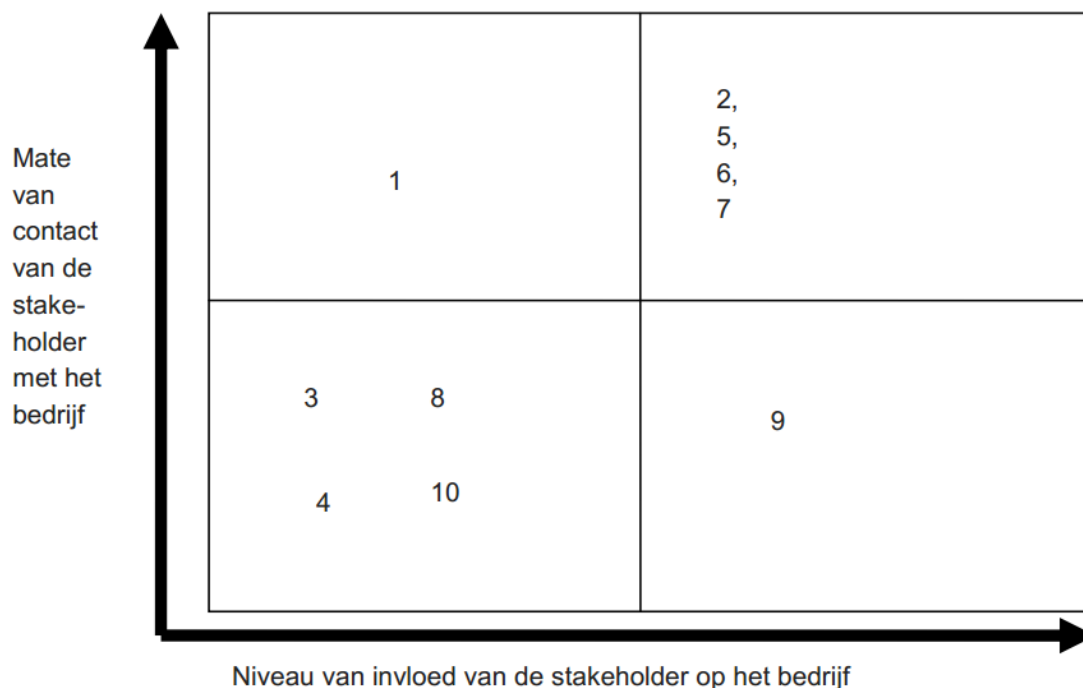 Mate
van
contact
van de
stake-
holder
met het
bedrijf
1
2,
5,
6,
7
3 8
4 10
9
Niveau van invloed van de stakeholder op het bedrijf